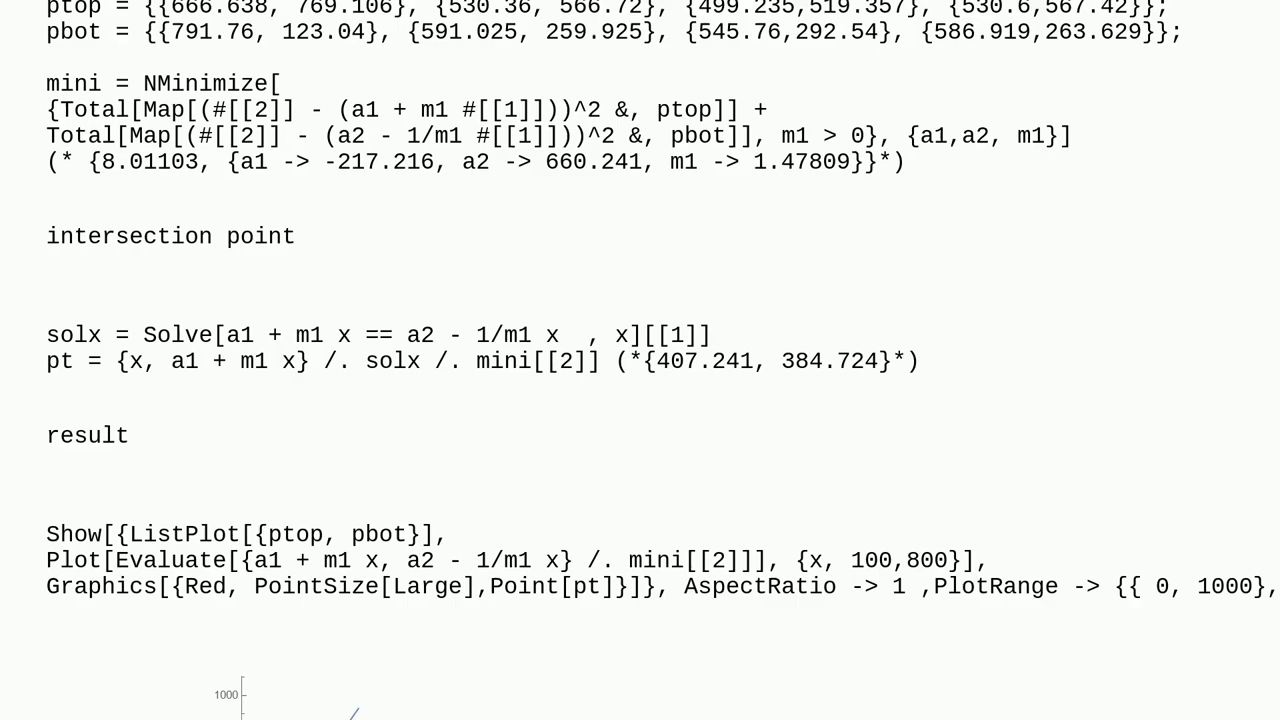 ptop = {{666.638, 769.106}, {530.36, 566.72}, {499.235,519.357}, {530.6,567.42}};
pbot = {{791.76, 123.04}, {591.025, 259.925}, {545.76,292.54}, {586.919,263.629}};
mini = NMinimize[
{Total[Map[(#[[2]] - (a1 + m1 #[[1]]))^2 &, ptop]] +
Total[Map[(#[[2]] - (a2 - 1/m1 #[[1]]))^2 &, pbot]], m1 > 0}, {a1,a2, m1}]
(* {8.01103, {a1 -> -217.216, a2 -> 660.241, m1 -> 1.47809}}*)
intersection point
solx = Solve[a1 + m1 x == a2 - 1/m1 x  , x][[1]]
pt = {x, a1 + m1 x} /. solx /. mini[[2]] (*{407.241, 384.724}*)
result
Show[{ListPlot[{ptop, pbot}],
Plot[Evaluate[{a1 + m1 x, a2 - 1/m1 x} /. mini[[2]]], {x, 100,800}],
Graphics[{Red, PointSize[Large],Point[pt]}]}, AspectRatio -> 1 ,PlotRange -> {{ 0, 1000},
1000